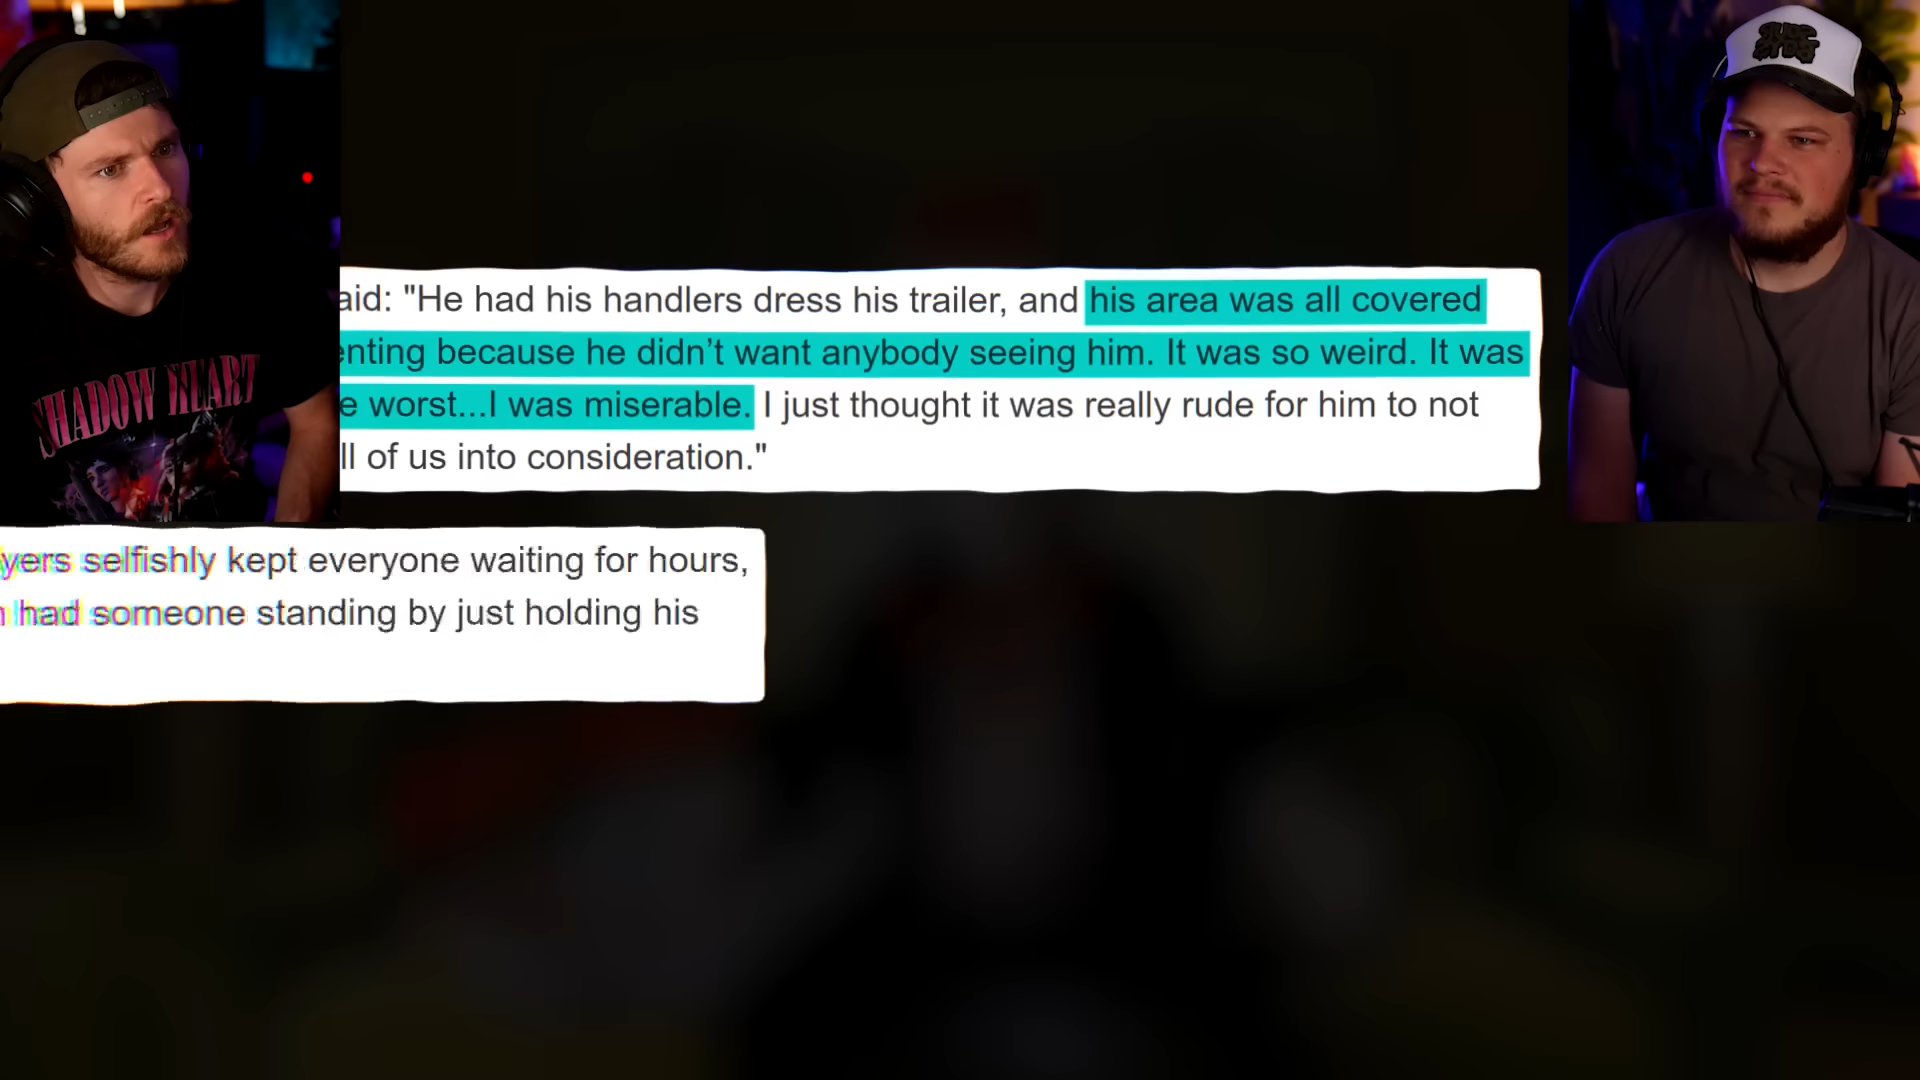 SHADOW HEART
aid: "He had his handlers dress his trailer, and his area was all covered
enting because he didn't want anybody seeing him. It was so weird. It was
e worst...I was miserable. I just thought it was really rude for him to not
ll of us into consideration."
yers selfishly kept everyone waiting for hours,
had someone standing by just holding his